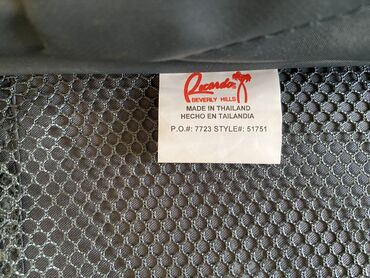 Ricardo
BEVERLY HILLS
MADE IN THAILAND
HECHO EN TAILANDIA
P.O.#: 7723 STYLE#: 51751